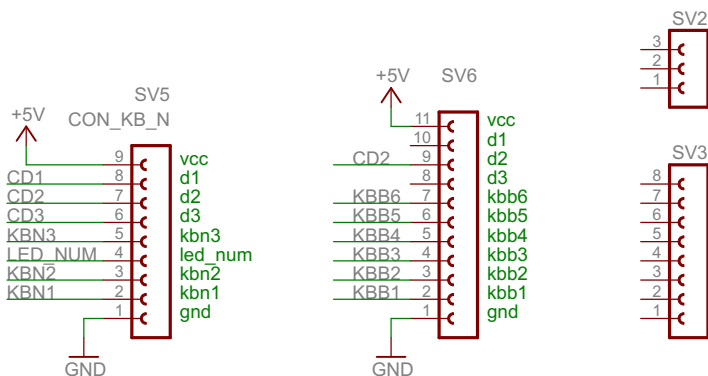 SV5
CON_KB_N
+5V
9 vcc
CD1 8 d1
CD2 7 d2
CD3 6 d3
KBN3 5 kbn3
LED_NUM 4 led_num
KBN2 3 kbn2
KBN1 2 kbn1
1 gnd
GND
SV6
+5V
11 vcc
10 d1
CD2 9 d2
8 d3
KBB6 7 kbb6
KBB5 6 kbb5
KBB4 5 kbb4
KBB3 4 kbb3
KBB2 3 kbb2
KBB1 2 kbb1
1 gnd
GND
SV2
3
2
1
SV3
8
7
6
5
4
3
2
1